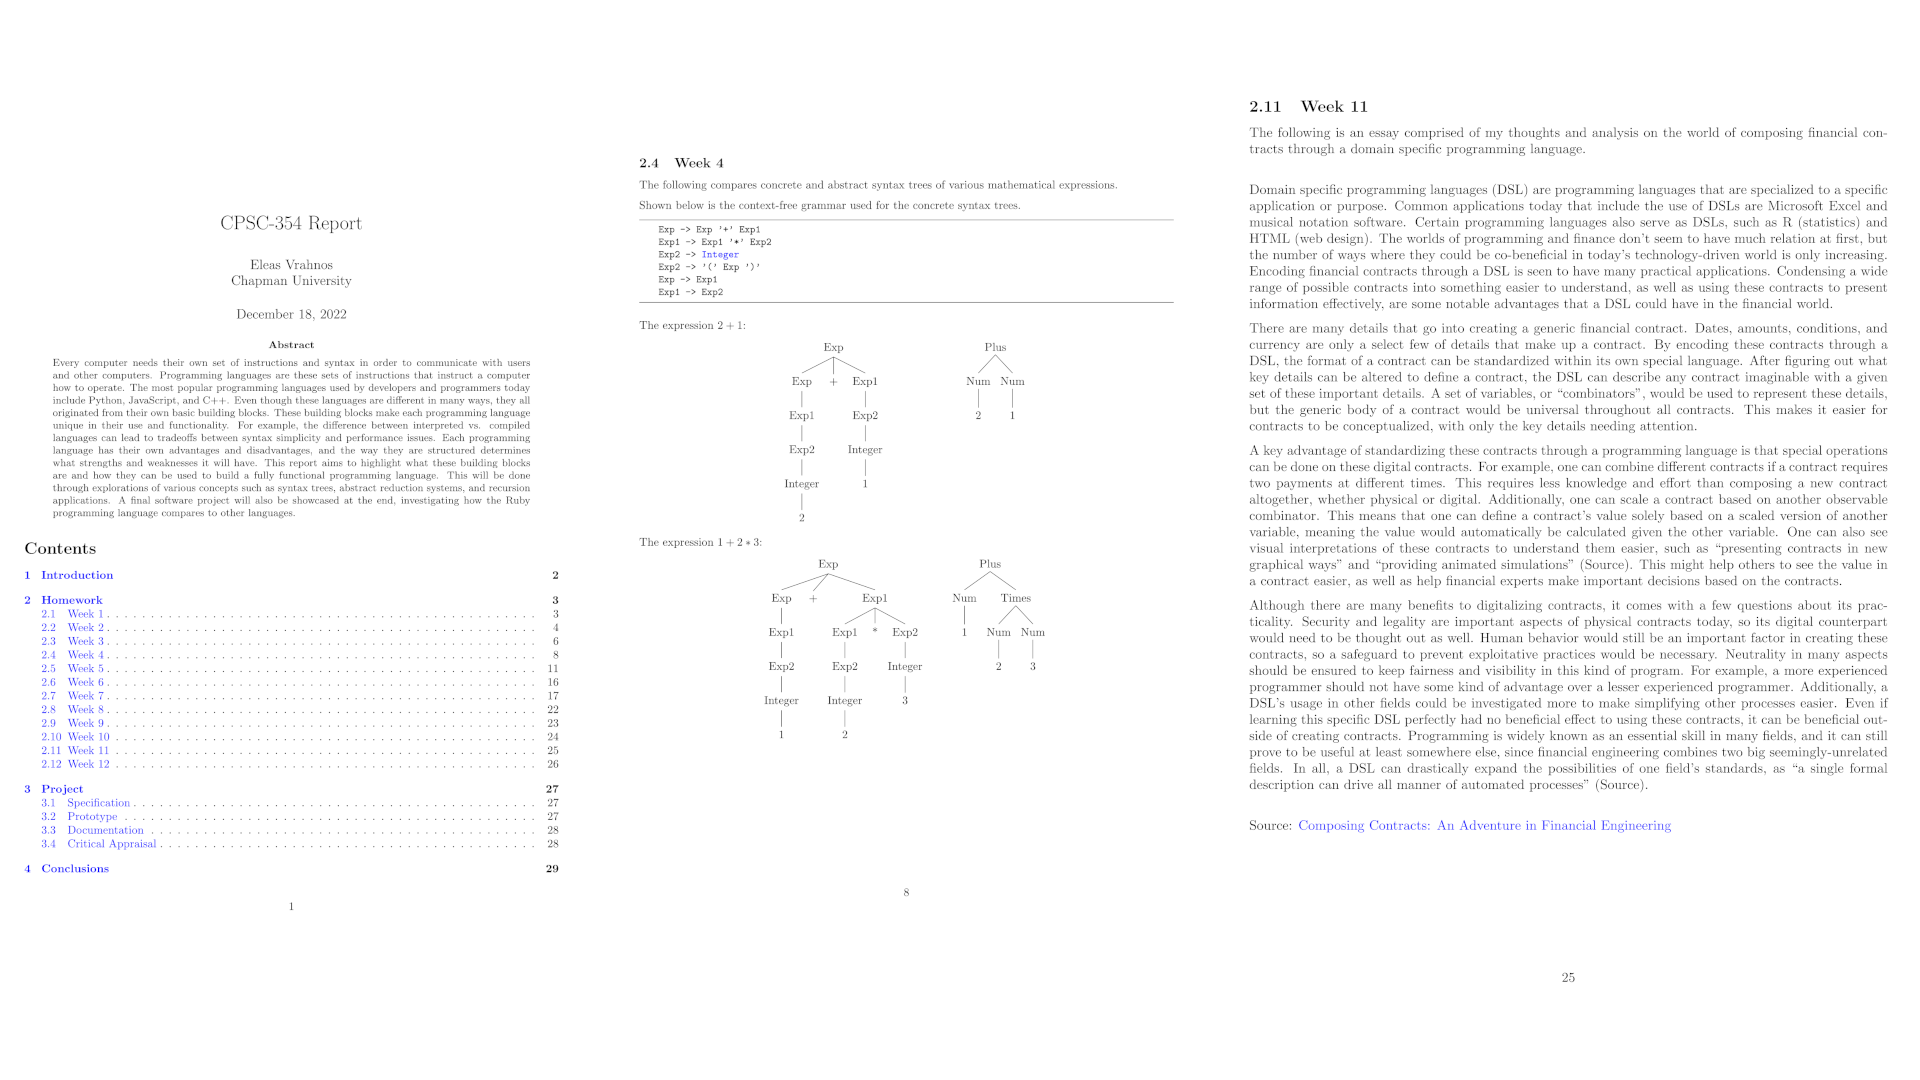 CPSC-354 Report
Eleas Vrahnos
Chapman University
December 18, 2022
Abstract
Every computer needs their own set of instructions and syntax in order to communicate with users
and other computers. Programming languages are these sets of instructions that instruct a computer
how to operate. The most popular programming languages used by developers and programmers today
include Python, JavaScript, and C++. Even though these languages are different in many ways, they all
originated from their own basic building blocks. These building blocks make each programming language
unique in their use and functionality. For example, the difference between interpreted vs. compiled
languages can lead to tradeoffs between syntax simplicity and performance issues. Each programming
language has their own advantages and disadvantages, and the way they are structured determines
what strengths and weaknesses it will have. This report aims to highlight what these building blocks
are and how they can be used to build a fully functional programming language. This will be done
through explorations of various concepts such as syntax trees, abstract reduction systems, and recursion
applications. A final software project will also be showcased at the end, investigating how the Ruby
programming language compares to other languages.
Contents
1 Introduction 2
2 Homework 3
2.1 Week 1 . . . . . . . . . . . . . . . . . . . . . . . . . . . . . . . . . . . . . . . . . . . . . . . . . . 3
2.2 Week 2 . . . . . . . . . . . . . . . . . . . . . . . . . . . . . . . . . . . . . . . . . . . . . . . . . . 4
2.3 Week 3 . . . . . . . . . . . . . . . . . . . . . . . . . . . . . . . . . . . . . . . . . . . . . . . . . . 6
2.4 Week 4 . . . . . . . . . . . . . . . . . . . . . . . . . . . . . . . . . . . . . . . . . . . . . . . . . . 8
2.5 Week 5 . . . . . . . . . . . . . . . . . . . . . . . . . . . . . . . . . . . . . . . . . . . . . . . . . . 11
2.6 Week 6 . . . . . . . . . . . . . . . . . . . . . . . . . . . . . . . . . . . . . . . . . . . . . . . . . . 16
2.7 Week 7 . . . . . . . . . . . . . . . . . . . . . . . . . . . . . . . . . . . . . . . . . . . . . . . . . . 17
2.8 Week 8 . . . . . . . . . . . . . . . . . . . . . . . . . . . . . . . . . . . . . . . . . . . . . . . . . . 22
2.9 Week 9 . . . . . . . . . . . . . . . . . . . . . . . . . . . . . . . . . . . . . . . . . . . . . . . . . . 23
2.10 Week 10 . . . . . . . . . . . . . . . . . . . . . . . . . . . . . . . . . . . . . . . . . . . . . . . . . 24
2.11 Week 11 . . . . . . . . . . . . . . . . . . . . . . . . . . . . . . . . . . . . . . . . . . . . . . . . . 25
2.12 Week 12 . . . . . . . . . . . . . . . . . . . . . . . . . . . . . . . . . . . . . . . . . . . . . . . . . 26
3 Project 27
3.1 Specification . . . . . . . . . . . . . . . . . . . . . . . . . . . . . . . . . . . . . . . . . . . . . . . 27
3.2 Prototype . . . . . . . . . . . . . . . . . . . . . . . . . . . . . . . . . . . . . . . . . . . . . . . . 27
3.3 Documentation . . . . . . . . . . . . . . . . . . . . . . . . . . . . . . . . . . . . . . . . . . . . . 28
3.4 Critical Appraisal . . . . . . . . . . . . . . . . . . . . . . . . . . . . . . . . . . . . . . . . . . . . 28
4 Conclusions 29
1
2.4 Week 4
The following compares concrete and abstract syntax trees of various mathematical expressions.
Shown below is the context-free grammar used for the concrete syntax trees.
Exp -> Exp '+' Exp1
Exp1 -> Exp1 '*' Exp2
Exp2 -> Integer
Exp2 -> '(' Exp ')'
Exp -> Exp1
Exp1 -> Exp2
The expression 2 + 1:
Exp Plus
Exp + Exp1 Num Num
Exp1 Exp2 2 1
Exp2 Integer
Integer 1
2
The expression 1 + 2 ∗ 3:
Exp Plus
Exp + Exp1 Num Times
Exp1 Exp1 * Exp2 1 Num Num
Exp2 Exp2 Integer 2 3
Integer Integer 3
1 2
8
2.11 Week 11
The following is an essay comprised of my thoughts and analysis on the world of composing financial con-
tracts through a domain specific programming language.
Domain specific programming languages (DSL) are programming languages that are specialized to a specific
application or purpose. Common applications today that include the use of DSLs are Microsoft Excel and
musical notation software. Certain programming languages also serve as DSLs, such as R (statistics) and
HTML (web design). The worlds of programming and finance don't seem to have much relation at first, but
the number of ways where they could be co-beneficial in today's technology-driven world is only increasing.
Encoding financial contracts through a DSL is seen to have many practical applications. Condensing a wide
range of possible contracts into something easier to understand, as well as using these contracts to present
information effectively, are some notable advantages that a DSL could have in the financial world.
There are many details that go into creating a generic financial contract. Dates, amounts, conditions, and
currency are only a select few of details that make up a contract. By encoding these contracts through a
DSL, the format of a contract can be standardized within its own special language. After figuring out what
key details can be altered to define a contract, the DSL can describe any contract imaginable with a given
set of these important details. A set of variables, or “combinators”, would be used to represent these details,
but the generic body of a contract would be universal throughout all contracts. This makes it easier for
contracts to be conceptualized, with only the key details needing attention.
A key advantage of standardizing these contracts through a programming language is that special operations
can be done on these digital contracts. For example, one can combine different contracts if a contract requires
two payments at different times. This requires less knowledge and effort than composing a new contract
altogether, whether physical or digital. Additionally, one can scale a contract based on another observable
combinator. This means that one can define a contract's value solely based on a scaled version of another
variable, meaning the value would automatically be calculated given the other variable. One can also see
visual interpretations of these contracts to understand them easier, such as “presenting contracts in new
graphical ways” and “providing animated simulations” (Source). This might help others to see the value in
a contract easier, as well as help financial experts make important decisions based on the contracts.
Although there are many benefits to digitalizing contracts, it comes with a few questions about its prac-
ticality. Security and legality are important aspects of physical contracts today, so its digital counterpart
would need to be thought out as well. Human behavior would still be an important factor in creating these
contracts, so a safeguard to prevent exploitative practices would be necessary. Neutrality in many aspects
should be ensured to keep fairness and visibility in this kind of program. For example, a more experienced
programmer should not have some kind of advantage over a lesser experienced programmer. Additionally, a
DSL's usage in other fields could be investigated more to make simplifying other processes easier. Even if
learning this specific DSL perfectly had no beneficial effect to using these contracts, it can be beneficial out-
side of creating contracts. Programming is widely known as an essential skill in many fields, and it can still
prove to be useful at least somewhere else, since financial engineering combines two big seemingly-unrelated
fields. In all, a DSL can drastically expand the possibilities of one field's standards, as “a single formal
description can drive all manner of automated processes” (Source).
Source: Composing Contracts: An Adventure in Financial Engineering
25